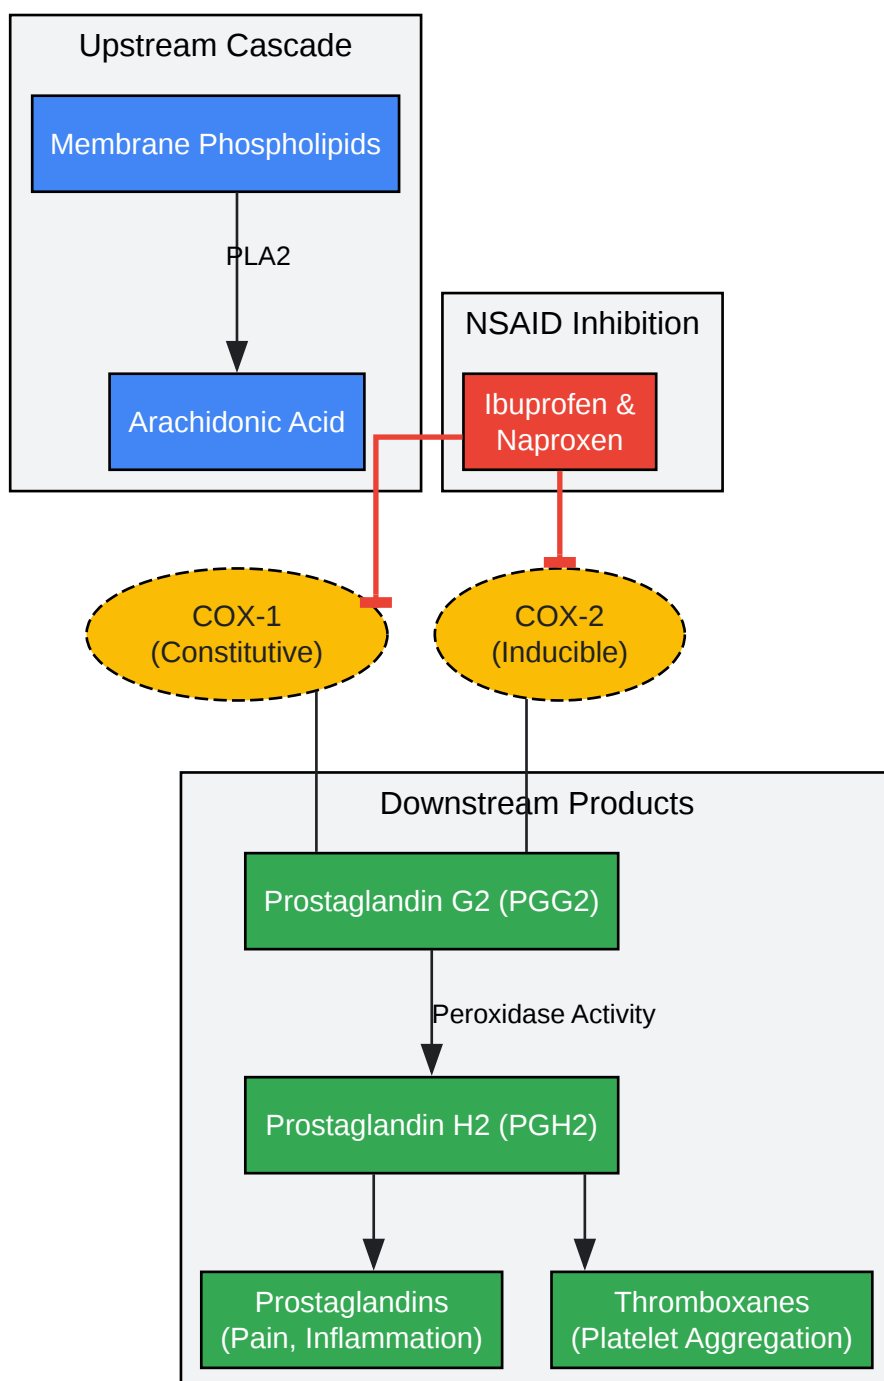 Upstream Cascade
Membrane Phospholipids
PLA2
NSAID Inhibition
Arachidonic Acid
Ibuprofen &
Naproxen
COX-1
(Constitutive)
COX-2
(Inducible)
Downstream Products
Prostaglandin G2 (PGG2)
Peroxidase Activity
Prostaglandin H2 (PGH2)
Prostaglandins
(Pain, Inflammation)
Thromboxanes
(Platelet Aggregation)